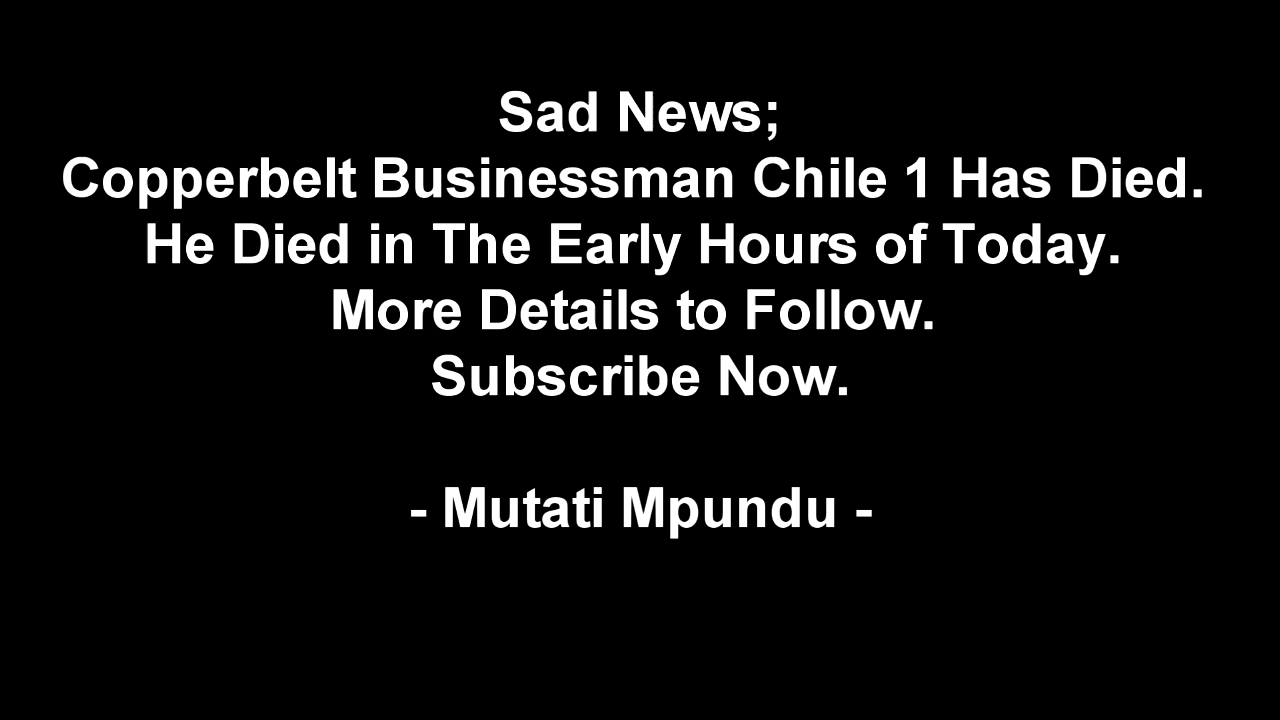 Sad News;
Copperbelt Businessman Chile 1 Has Died.
He Died in The Early Hours of Today.
More Details to Follow.
Subscribe Now.
- Mutati Mpundu -